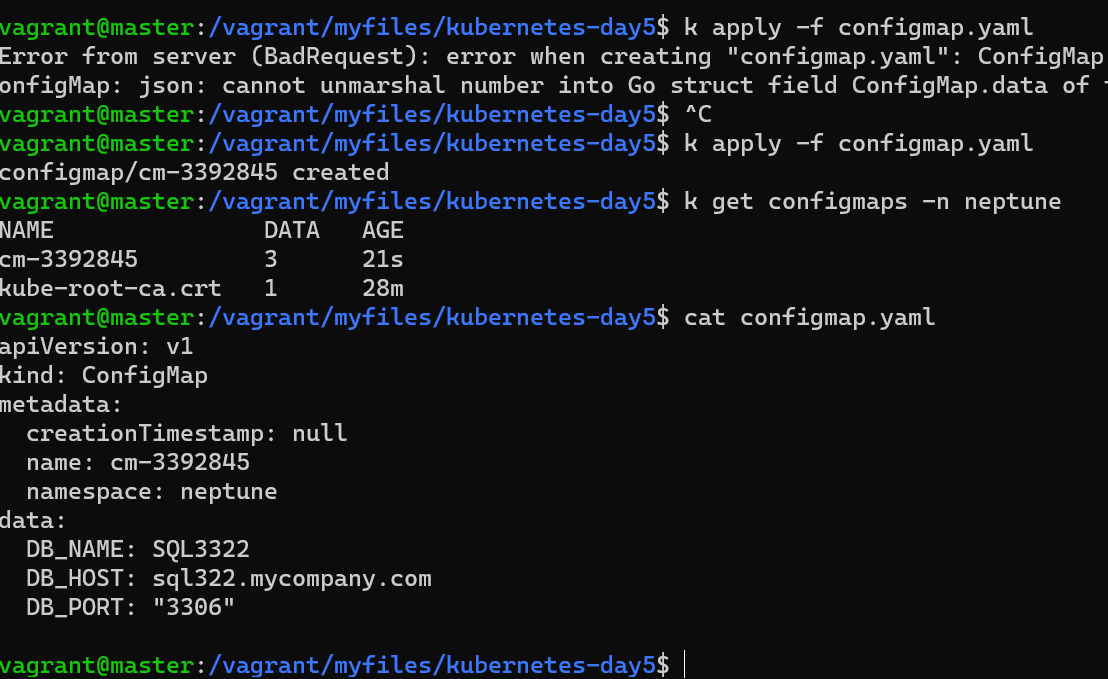 vagrant@master:/vagrant/myfiles/kubernetes-day5$ k apply -f configmap.yaml
Error from server (BadRequest): error when creating "configmap.yaml": ConfigMap
onfigMap: json: cannot unmarshal number into Go struct field ConfigMap.data of
vagrant@master:/vagrant/myfiles/kubernetes-day5$ ^C
vagrant@master:/vagrant/myfiles/kubernetes-day5$ k apply -f configmap.yaml
configmap/cm-3392845 created
vagrant@master:/vagrant/myfiles/kubernetes-day5$ k get configmaps -n neptune
NAME DATA AGE
cm-3392845 3 21s
kube-root-ca.crt 1 28m
vagrant@master:/vagrant/myfiles/kubernetes-day5$ cat configmap.yaml
apiVersion: v1
kind: ConfigMap
metadata:
  creationTimestamp: null
  name: cm-3392845
  namespace: neptune
data:
  DB_NAME: SQL3322
  DB_HOST: sql322.mycompany.com
  DB_PORT: "3306"
vagrant@master:/vagrant/myfiles/kubernetes-day5$